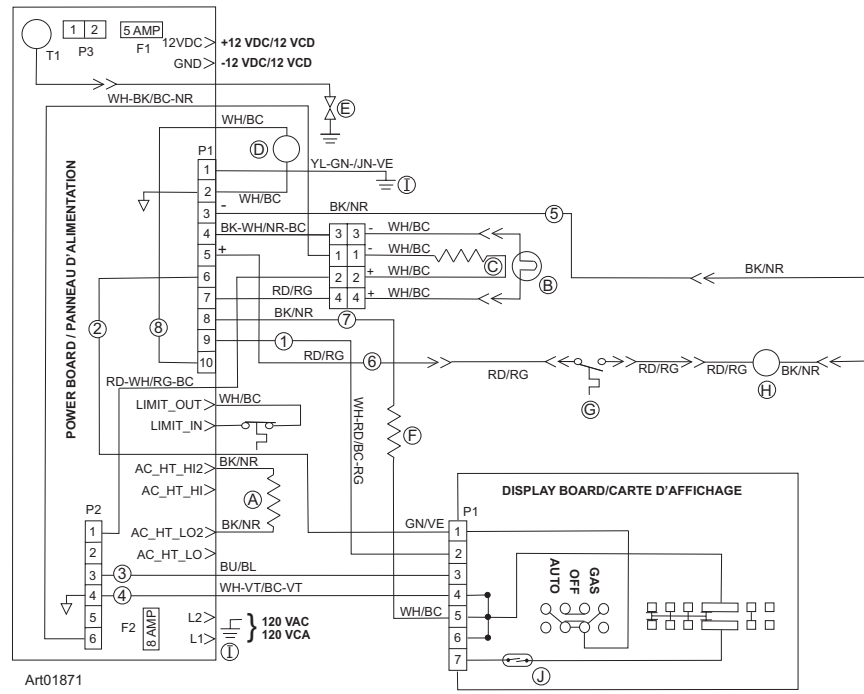 1 2
5 AMP
T1
P3
F1
12VDC
+12 VDC/12 VCD
GND
-12 VDC/12 VCD
WH-BK/BC-NR
E
WH/BC
D
P1
1
YL-GN-/JN-VE
I
2
WH/BC
-
3
BK/NR
5
4
BK-WH/NR-BC
3 3
-
WH/BC
5
+
1 1
-
WH/BC
C
B
BK/NR
6
2 2
+
WH/BC
7
RD/RG
4 4
+
WH/BC
8
BK/NR
7
9
1
10
RD/RG
6
RD/RG
G
RD/RG
RD/RG
H
BK/NR
2
8
POWER BOARD / PANNEAU D'ALIMENTATION
RD-WH/RG-BC
LIMIT_OUT
WH/BC
LIMIT_IN
WH-RD/BC-RG
F
AC_HT_HI2
BK/NR
AC_HT_HI
A
AC_HT_LO2
BK/NR
AC_HT_LO
P2
1
2
3
3
BU/BL
4
4
WH-VT/BC-VT
5
6
F2
8 AMP
L2
L1
I
120 VAC
120 VCA
DISPLAY BOARD/CARTE D'AFFICHAGE
P1
GN/VE
1
2
3
4
WH/BC
5
6
7
AUTO
OFF
GAS
J
Art01871